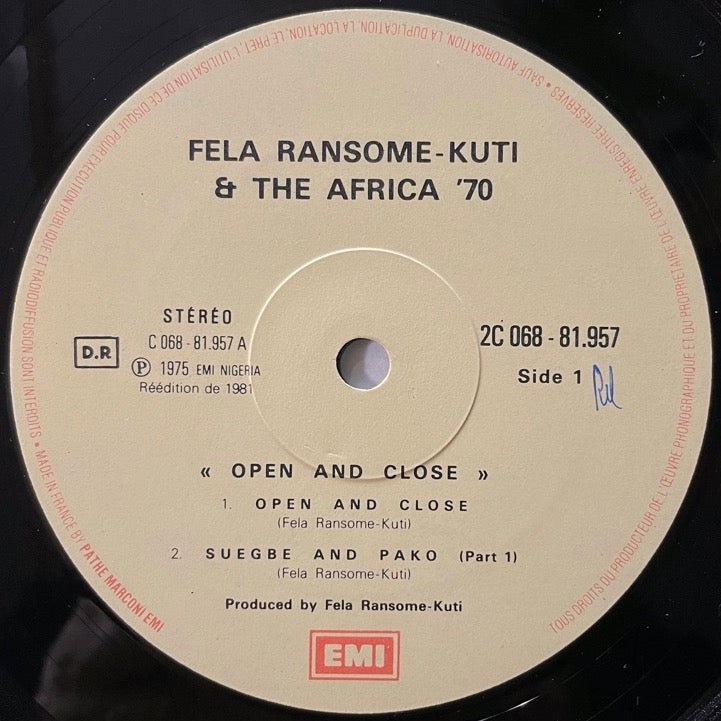 FELA RANSOME-KUTI
& THE AFRICA '70
STÉRÉO
C 068 - 81.957 A
Ⓟ 1975 EMI NIGERIA
Réédition de 1981
D.R
2C 068 - 81.957
Side 1
« OPEN AND CLOSE »
1. OPEN AND CLOSE
(Fela Ransome-Kuti)
2. SUEGBE AND PAKO (Part 1)
(Fela Ransome-Kuti)
Produced by Fela Ransome-Kuti
EMI
TOUS DROITS DU PRODUCTEUR DE L'ŒUVRE PHONOGRAPHIQUE ET DU PROPRIETAIRE DE L'ŒUVRE ENREGISTREE RESERVES • SAUF AUTORISATION, LA DUPLICATION, LA LOCATION, LE PRET, L'UTILISATION DE CE DISQUE POUR EXECUTION PUBLIQUE ET RADIODIFFUSION SONT INTERDITS • MADE IN FRANCE BY PATHE MARCONI EMI